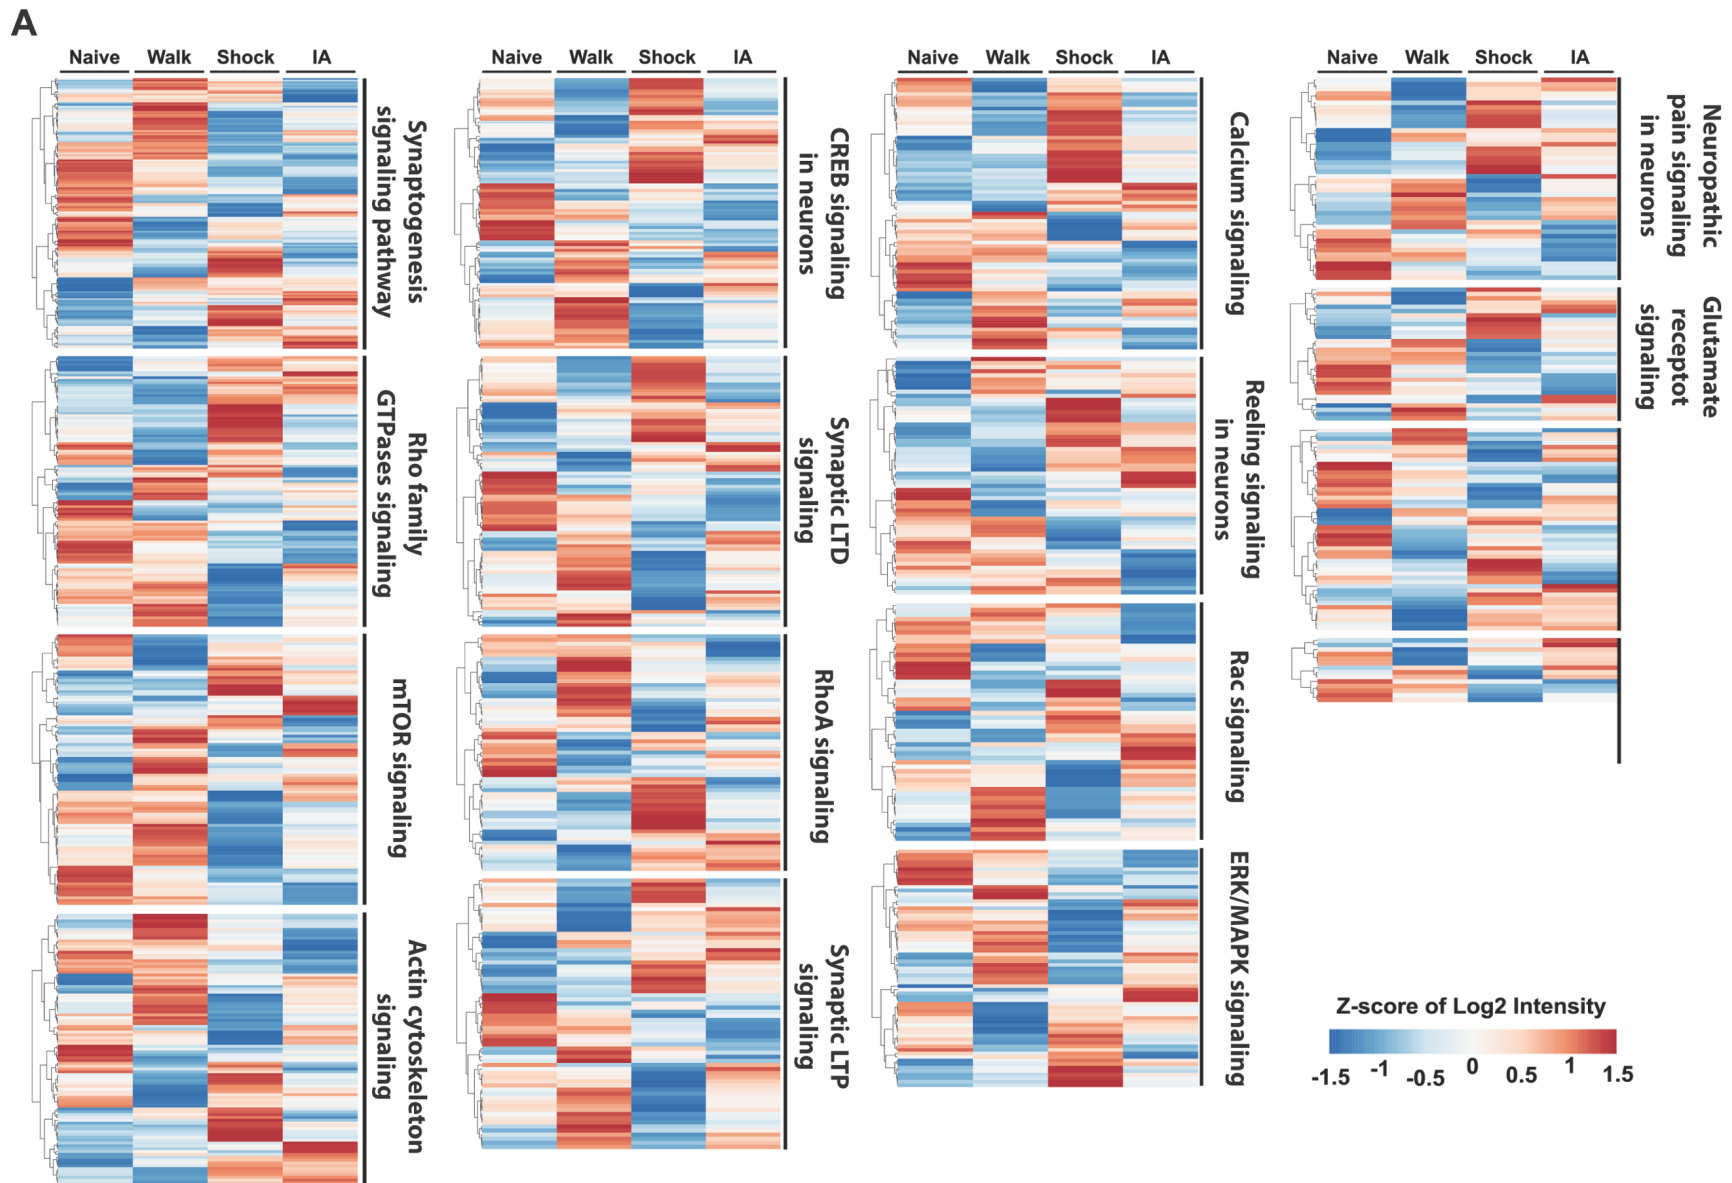 A
Naive Walk Shock IA
Synaptogenesis
signaling pathway
Rho family
GTPases signaling
mTOR signaling
Actin cytoskeleton
signaling
Naive Walk Shock IA
CREB signaling
in neurons
Synaptic LTD
signaling
RhoA signaling
Synaptic LTP
signaling
Naive Walk Shock IA
Calcium signaling
Reeling signaling
in neurons
Rac signaling
ERK/MAPK signaling
Naive Walk Shock IA
Neuropathic
pain signaling
in neurons
Glutamate
receptot
signaling
Z-score of Log2 Intensity
-1.5 -1 -0.5 0 0.5 1 1.5